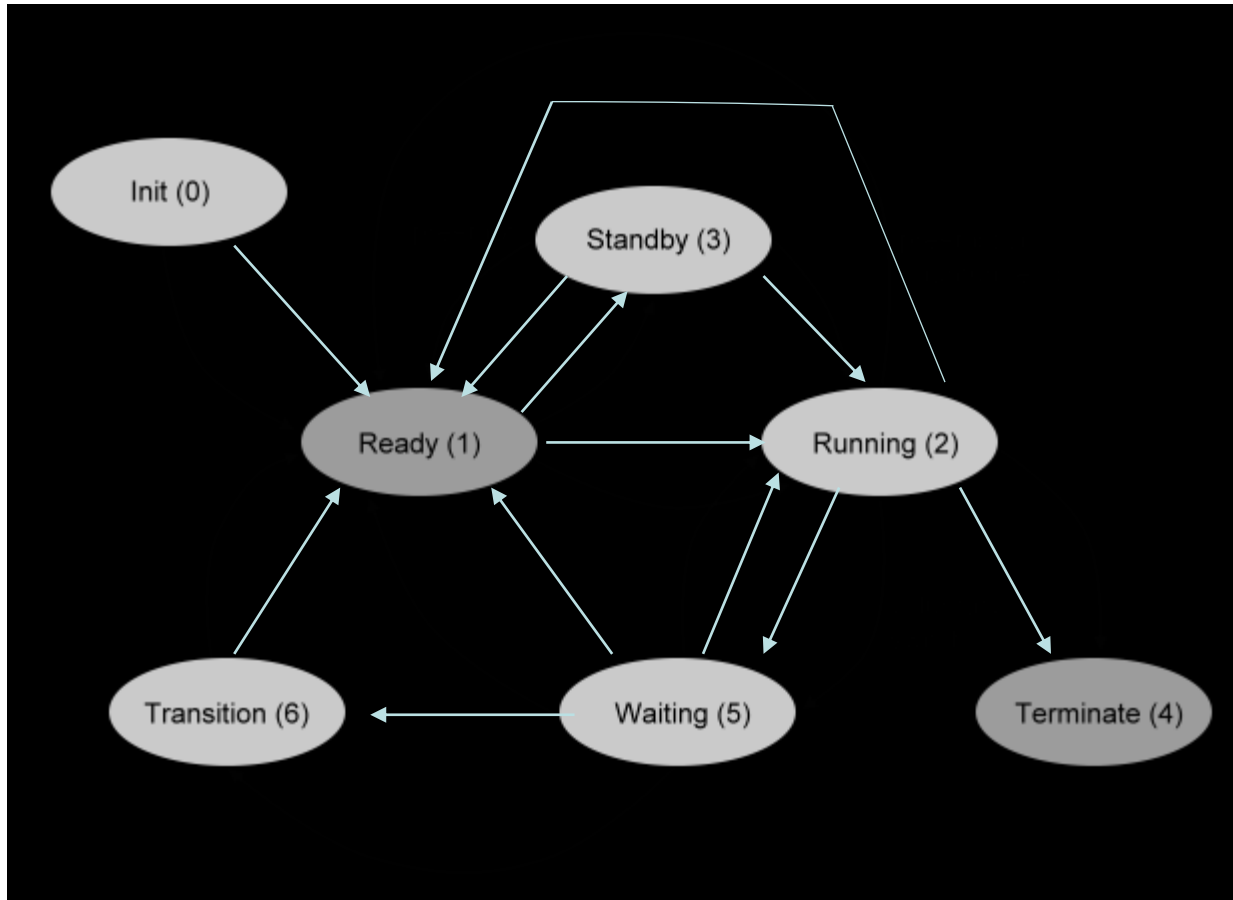 Init (0)
Standby (3)
Ready (1)
Running (2)
Transition (6)
Waiting (5)
Terminate (4)